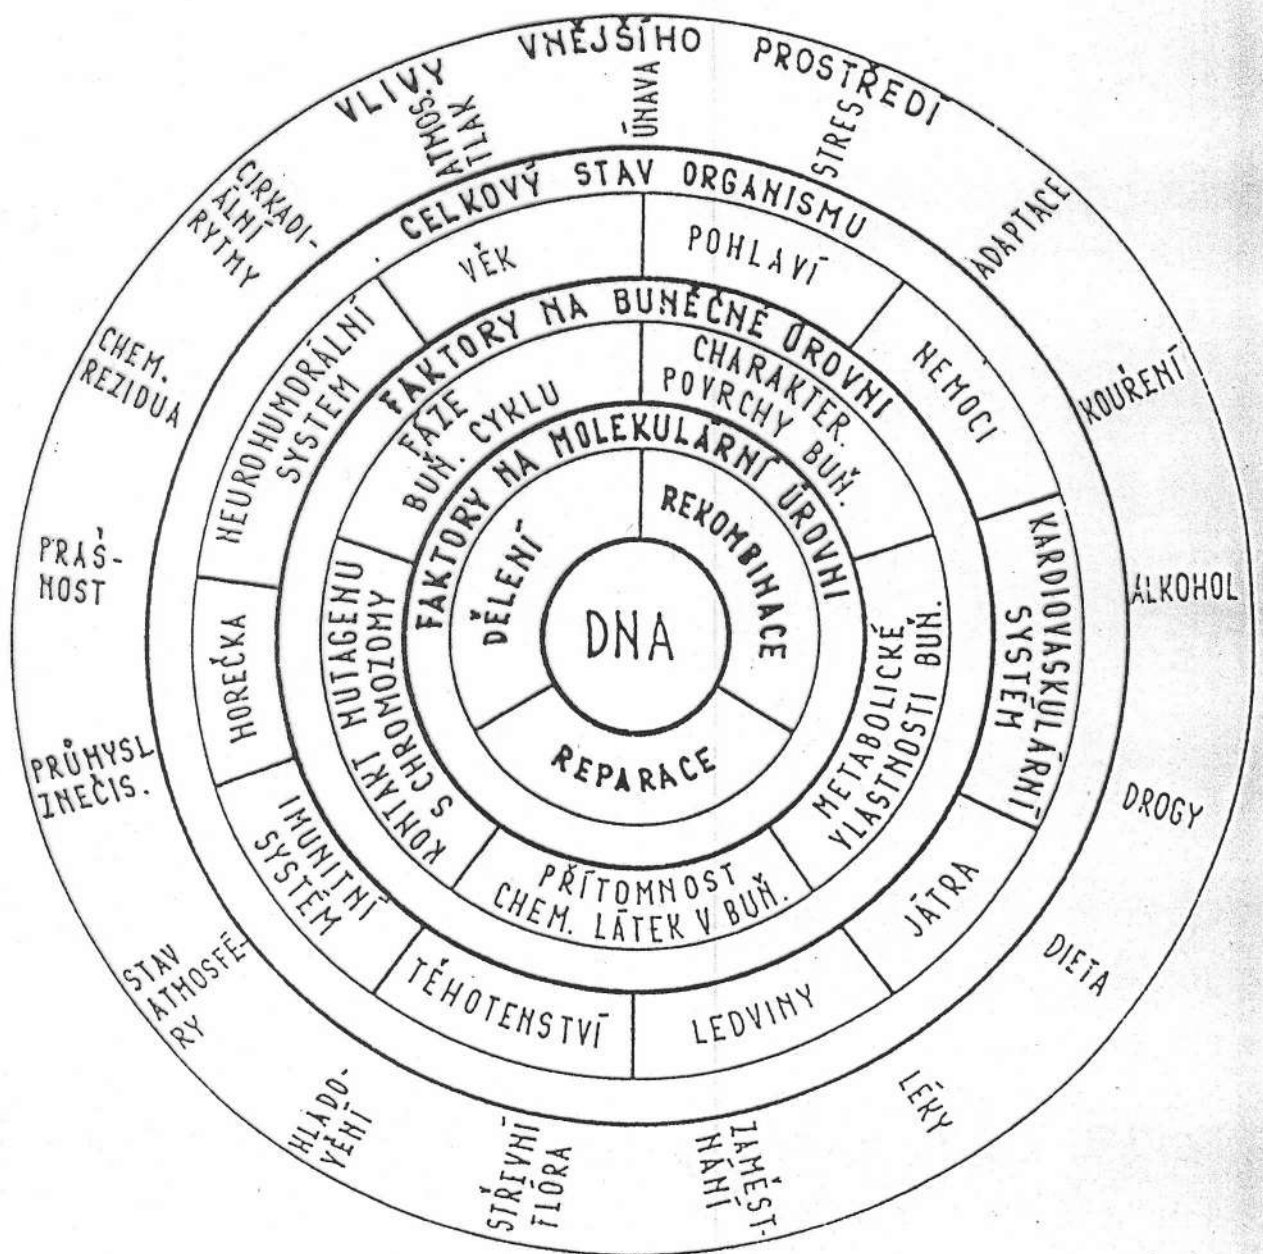 VLIVY VNĚJŠÍHO PROSTŘEDÍ
ATMOS.
TLAK
ÚNAVA
STRES
ADAPTACE
KOUŘENÍ
ALKOHOL
DROGY
DIETA
LÉKY
ZAMĚST-
NÁNÍ
STŘEVNÍ
FLÓRA
HLADO-
VĚNÍ
STAV
ATMOSFÉ
RY
PRŮMYSL
ZNEČIS.
PRAŠ-
NOST
CHEM.
REZIDUA
CIRKADI-
ÁLNÍ
RYTMY
CELKOVÝ STAV ORGANISMU
VĚK
POHLAVÍ
NEMOCI
KARDIOVASKULÁRNÍ
SYSTÉM
JÁTRA
LEDVINY
TĚHOTENSTVÍ
IMUNITNÍ
SYSTÉM
HOREČKA
NEUROHUMORÁLNÍ
SYSTEM
FAKTORY NA BUNĚČNÉ ÚROVNI
FÁZE
BUŇ. CYKLU
CHARAKTER.
POVRCHY BUŇ.
METABOLICKÉ
VLASTNOSTI BUŇ.
PŘÍTOMNOST
CHEM. LÁTEK V BUŇ.
KONTAKT MUTAGENU
S CHROMOZOMY
FAKTORY NA MOLEKULÁRNÍ ÚROVNI
DĚLENÍ
REKOMBINACE
REPARACE
DNA